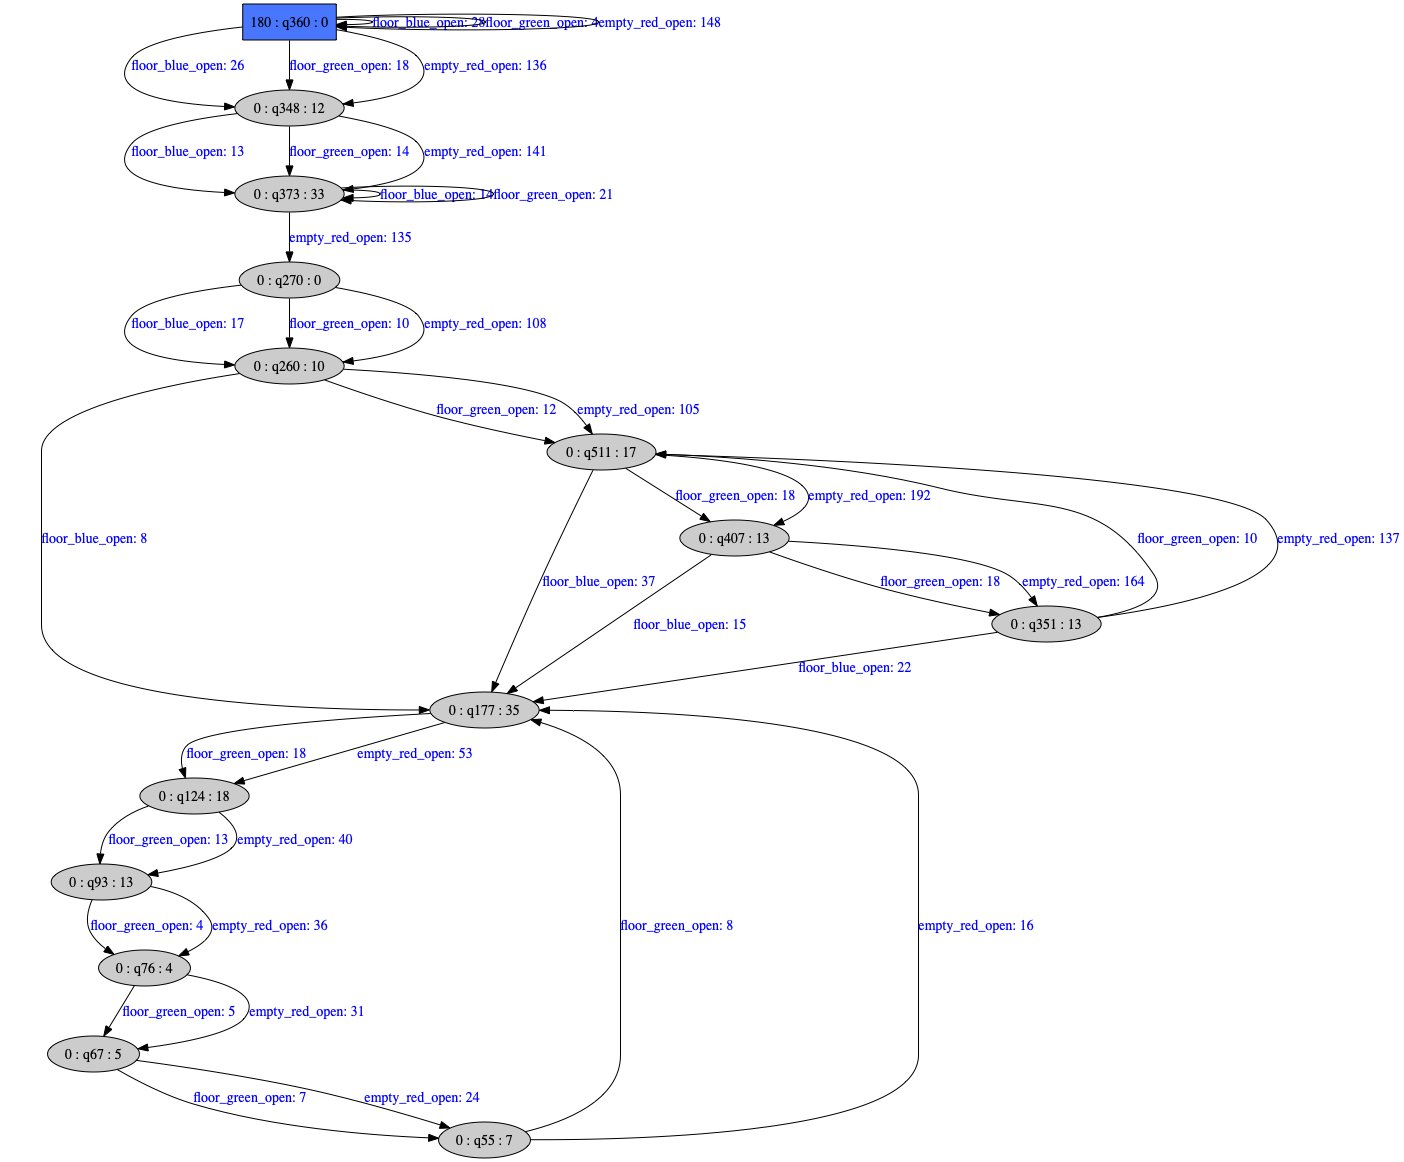 180 : q360 : 0
floor_blue_open: 28
floor_green_open: 4
empty_red_open: 148
floor_blue_open: 26
floor_green_open: 18
empty_red_open: 136
0 : q348 : 12
floor_blue_open: 13
floor_green_open: 14
empty_red_open: 141
0 : q373 : 33
floor_blue_open: 14
floor_green_open: 21
empty_red_open: 135
0 : q270 : 0
floor_blue_open: 17
floor_green_open: 10
empty_red_open: 108
0 : q260 : 10
floor_green_open: 12
empty_red_open: 105
0 : q511 : 17
floor_green_open: 18
empty_red_open: 192
floor_blue_open: 8
0 : q407 : 13
floor_green_open: 10
empty_red_open: 137
floor_blue_open: 37
floor_green_open: 18
empty_red_open: 164
floor_blue_open: 15
0 : q351 : 13
floor_blue_open: 22
0 : q177 : 35
floor_green_open: 18
empty_red_open: 53
0 : q124 : 18
floor_green_open: 13
empty_red_open: 40
0 : q93 : 13
floor_green_open: 4
empty_red_open: 36
floor_green_open: 8
empty_red_open: 16
0 : q76 : 4
floor_green_open: 5
empty_red_open: 31
0 : q67 : 5
floor_green_open: 7
empty_red_open: 24
0 : q55 : 7